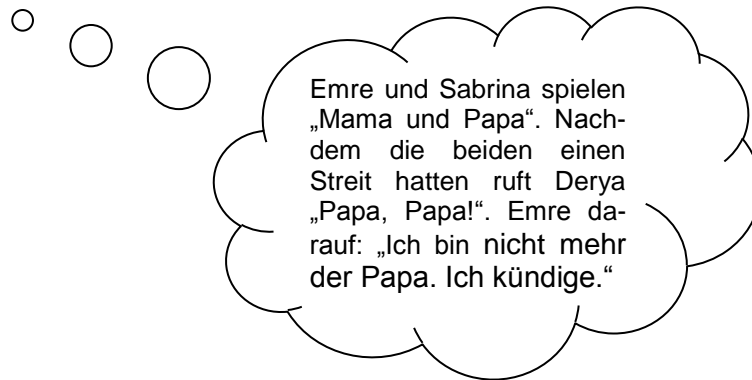 Emre und Sabrina spielen
„Mama und Papa“. Nach-
dem die beiden einen
Streit hatten ruft Derya
„Papa, Papa!“. Emre da-
rauf: „Ich bin nicht mehr
der Papa. Ich kündige.“